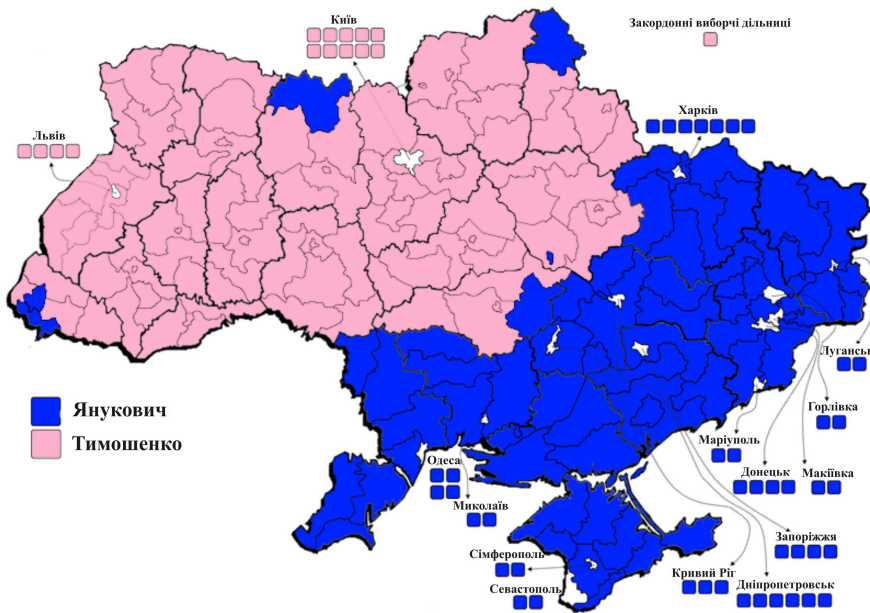 Київ
Закордонні виборчі дільниці
Харків
Львів
Луганськ
Янукович
Тимошенко
Горлівка
Маріуполь
Одеса
Донецьк
Макіївка
Миколаїв
Запоріжжя
Сімферополь
Кривий Ріг
Дніпропетровськ
Севастополь